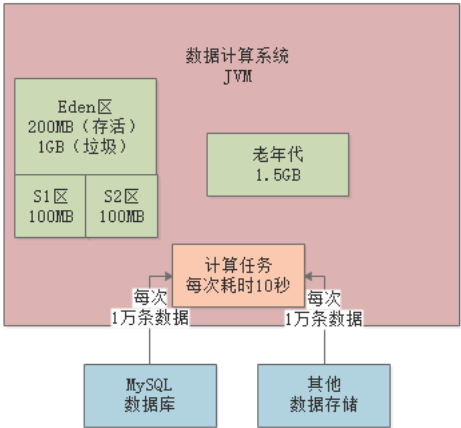 数据计算系统
JVM
Eden区
200MB（存活）
1GB（垃圾）
S1区
100MB
S2区
100MB
老年代
1.5GB
计算任务
每次耗时10秒
每次
1万条数据
每次
1万条数据
MySQL
数据库
其他
数据存储